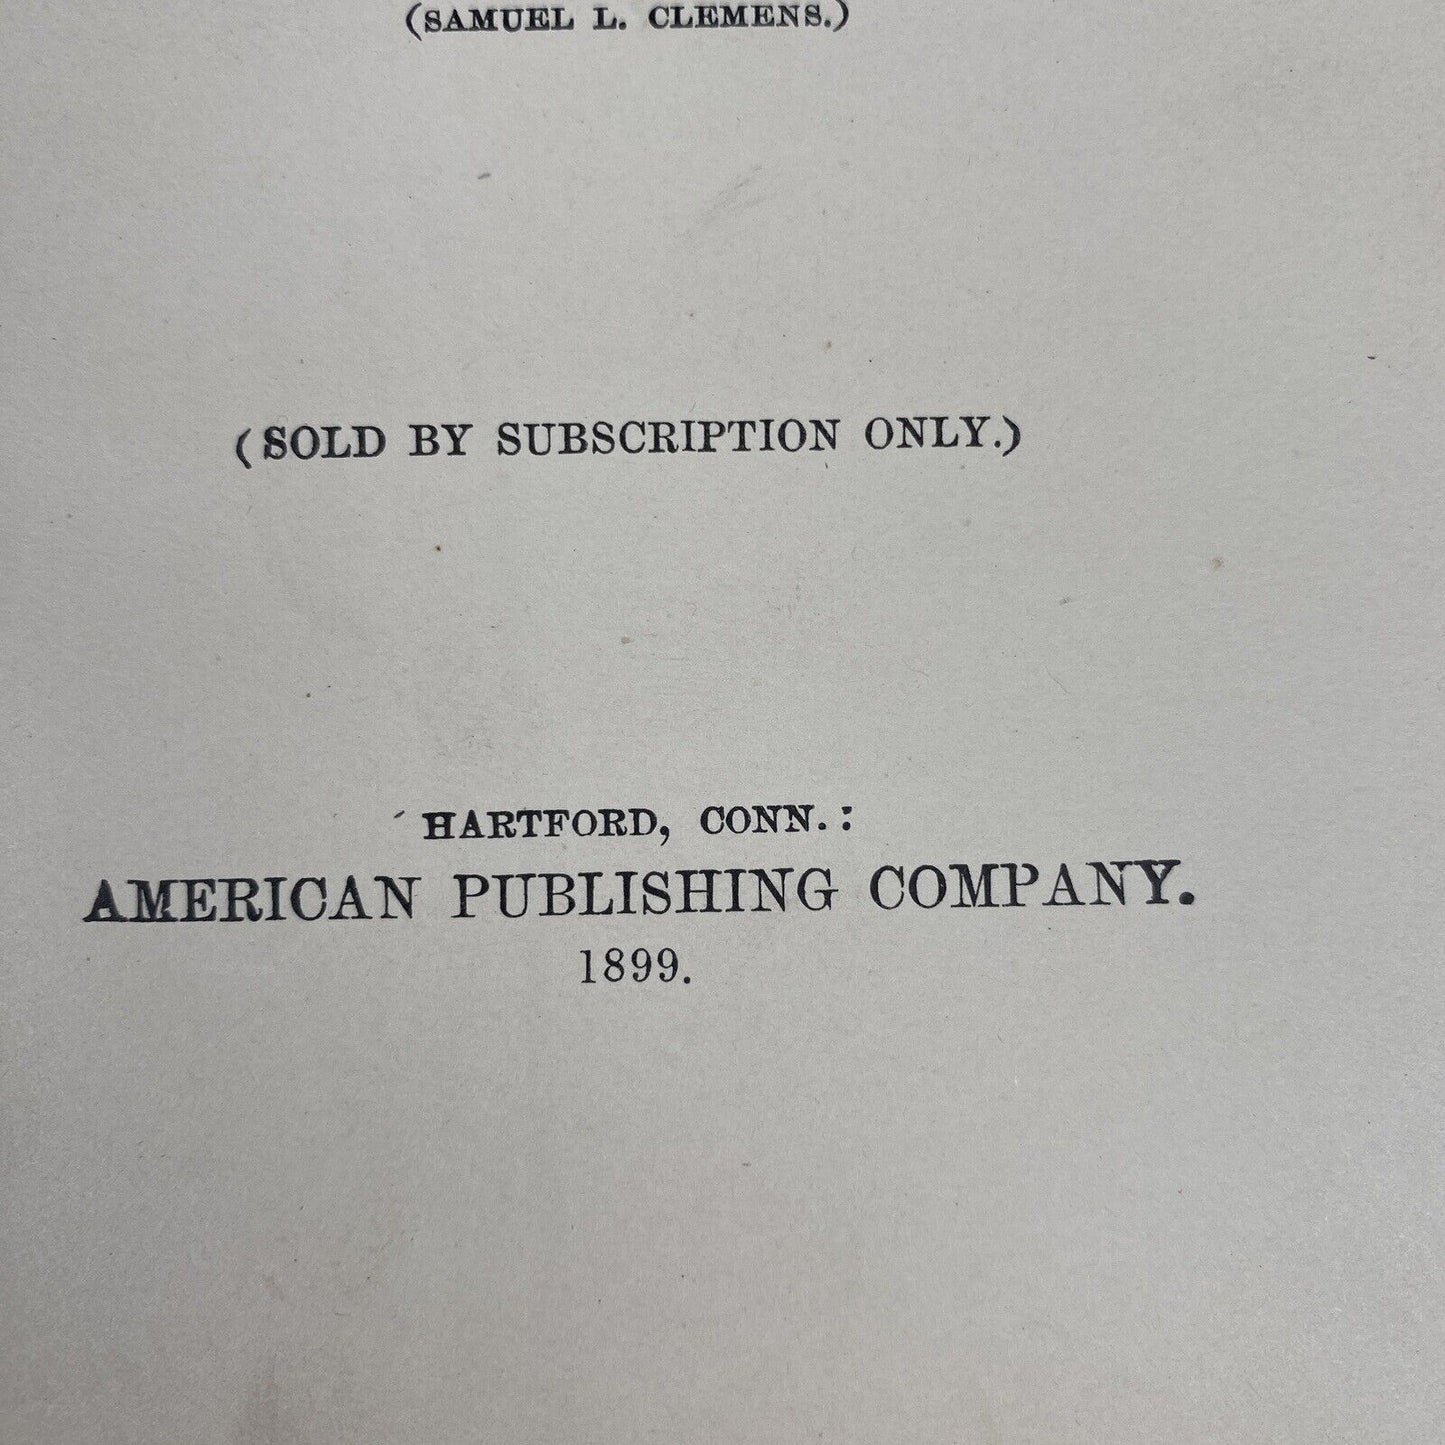 (SAMUEL L. CLEMENS.)
(SOLD BY SUBSCRIPTION ONLY.)
HARTFORD, CONN.:
AMERICAN PUBLISHING COMPANY.
1899.